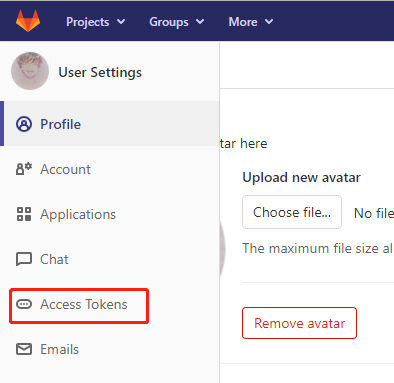 Projects Groups More
User Settings
Profile
Account
Applications
Chat
Access Tokens
Emails
tar here
Upload new avatar
Choose file... No file
The maximum file size al
Remove avatar